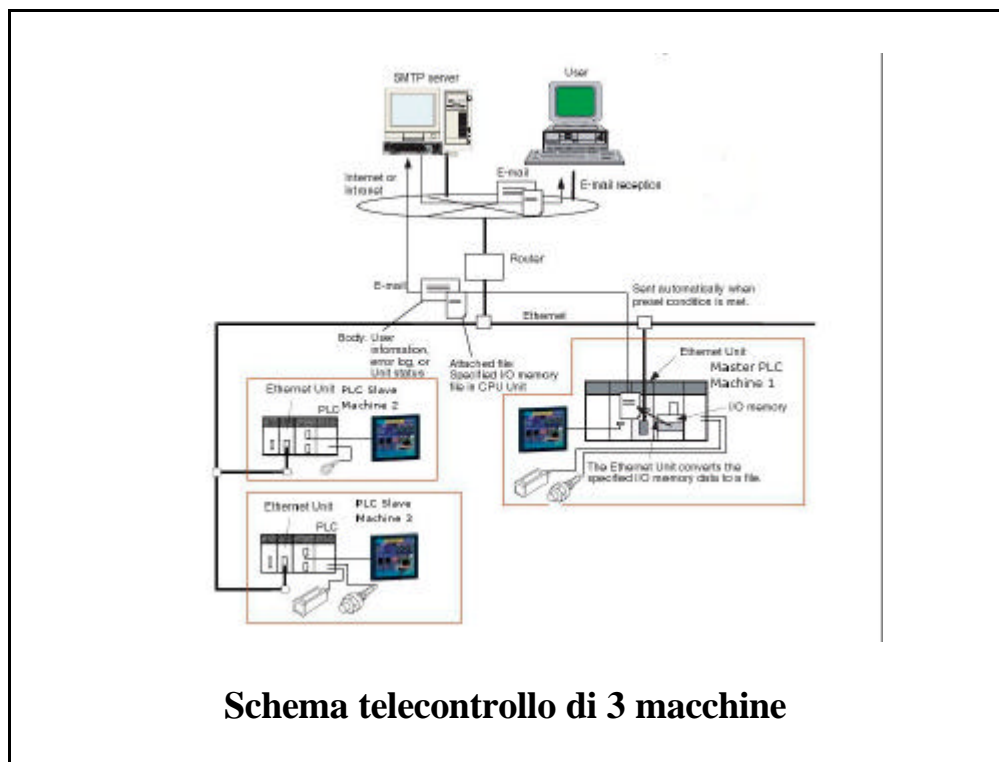 SMTP server
User
Internet or
Intranet
E-mail
E-mail reception
Router
E-mail
Sent automatically when
preset condition is met.
Ethernet
Body: User
information,
error log, or
Unit status
Attached file:
Specified I/O memory
file in CPU Unit
Ethernet Unit
Master PLC
Machine 1
I/O memory
The Ethernet Unit converts the
specified I/O memory data to a file.
Ethernet Unit
PLC Slave
Machine 2
PLC
Ethernet Unit
PLC Slave
Machine 3
PLC
Schema telecontrollo di 3 macchine